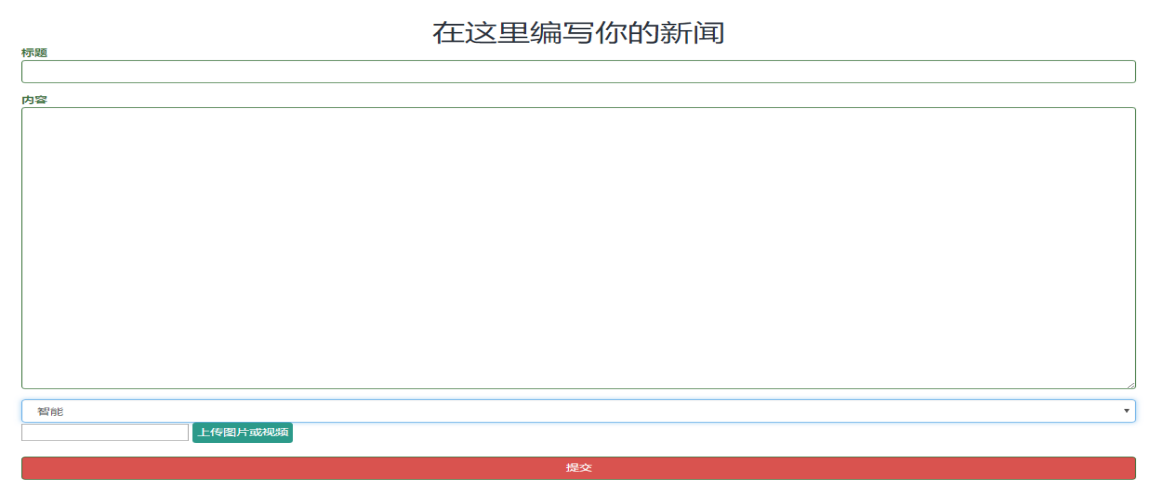 在这里编写你的新闻
标题
内容
智能
上传图片或视频
提交